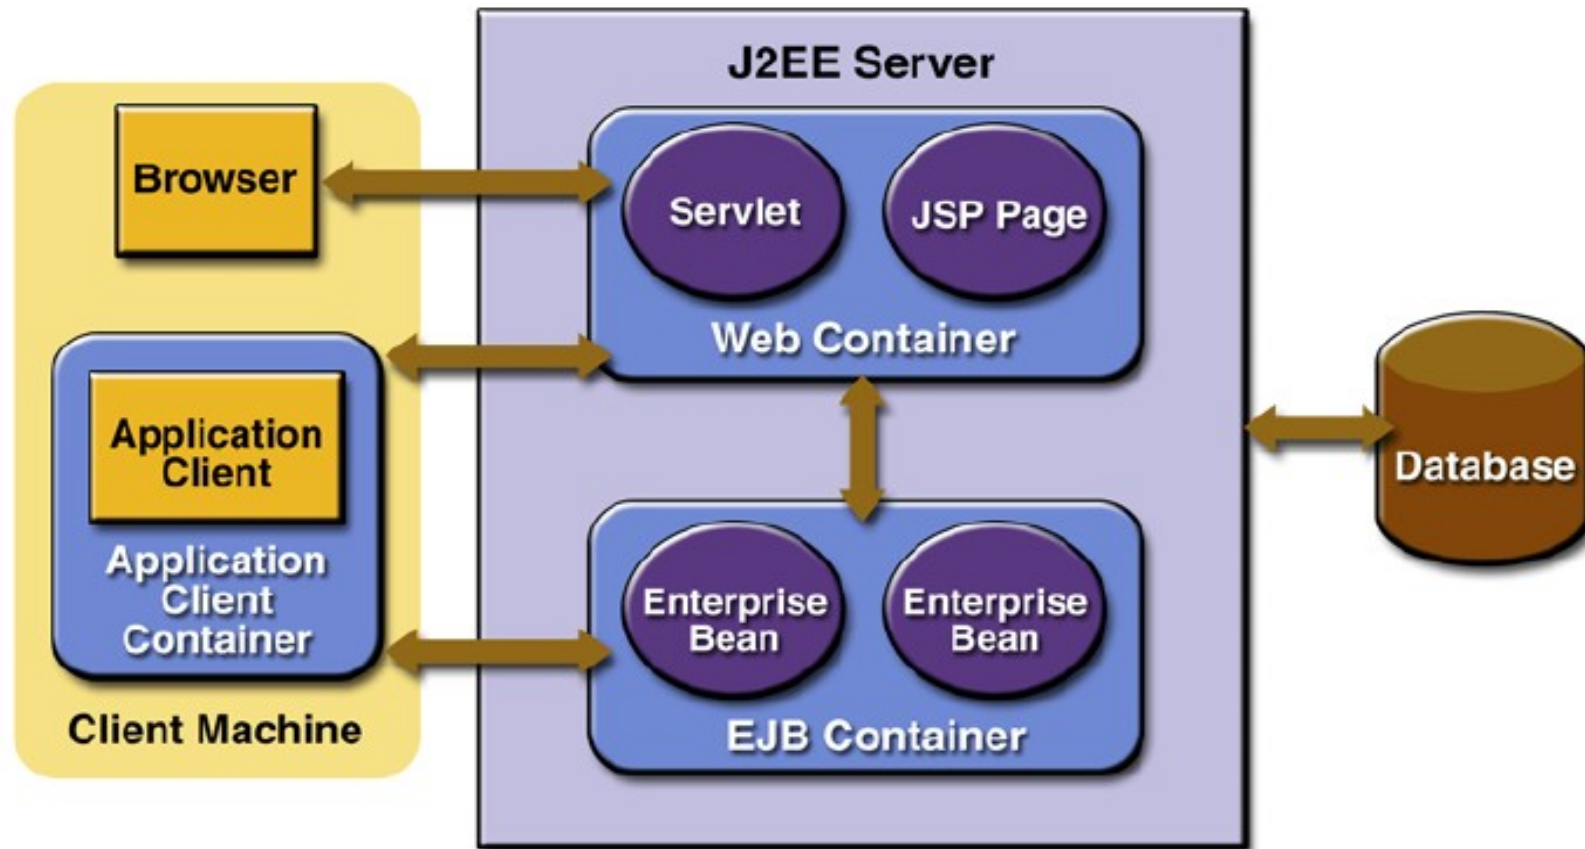 J2EE Server
Browser
Servlet
JSP Page
Web Container
Application
Client
Application
Client
Container
Client Machine
Enterprise
Bean
Enterprise
Bean
EJB Container
Database